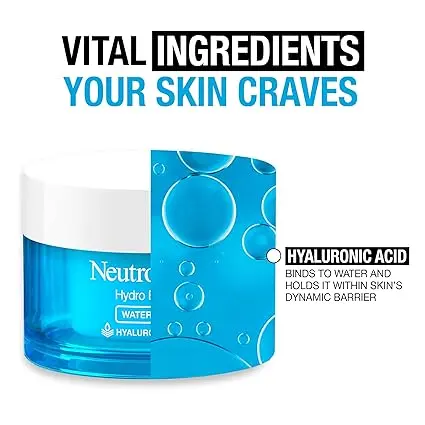 VITAL INGREDIENTS
YOUR SKIN CRAVES
HYALURONIC ACID
BINDS TO WATER AND
HOLDS IT WITHIN SKIN'S
DYNAMIC BARRIER
Neutro
Hydro B
WATER
HYALURO